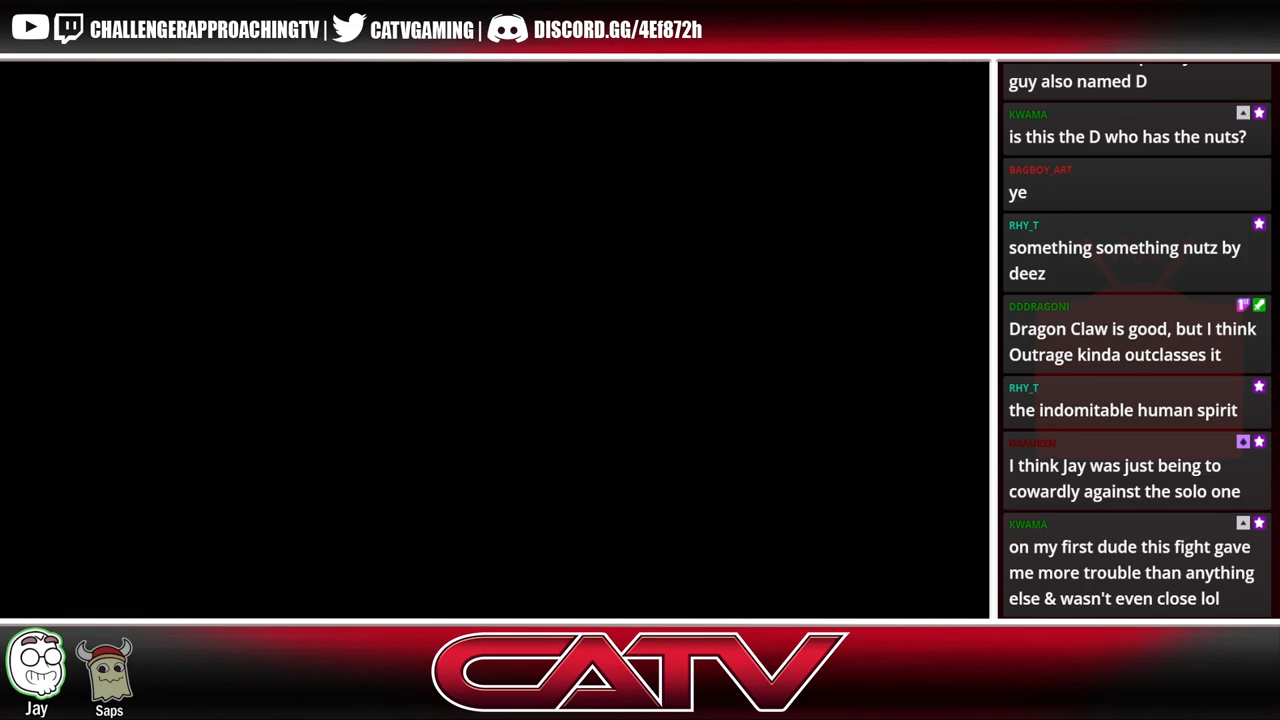 CHALLENGERAPPROACHINGTV | CATVGAMING | DISCORD.GG/4Ef872h
guy also named D
KWAMA
is this the D who has the nuts?
BAGBOY_ART
ye
RHY_T
something something nutz by
deez
DDDRAGONI
Dragon Claw is good, but I think
Outrage kinda outclasses it
RHY_T
the indomitable human spirit
DRAUKEN
I think Jay was just being to
cowardly against the solo one
KWAMA
on my first dude this fight gave
me more trouble than anything
else & wasn't even close lol
CATV
Jay
Saps